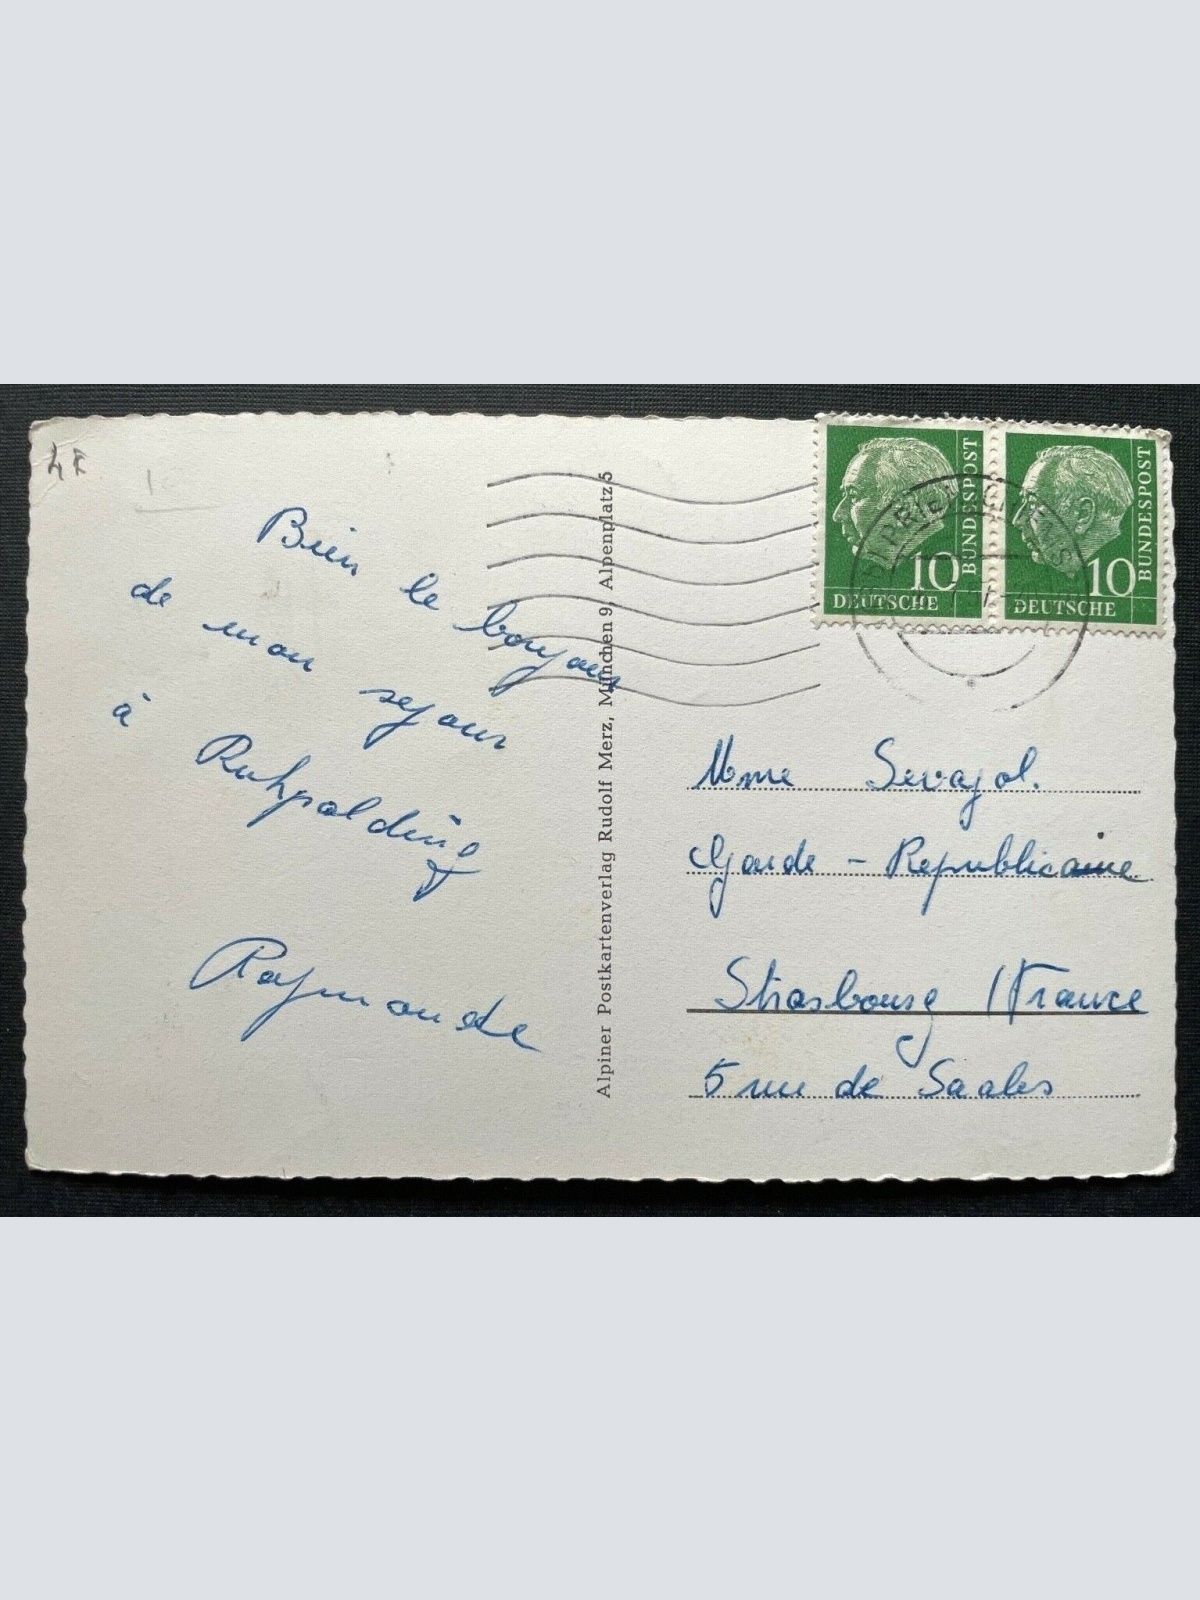 Bien le bonjour
de mon sejour
à Ruhpolding
Raymonde
Alpiner Postkartenverlag Rudolf Merz, München 9, Alpenplatz 5
10
DEUTSCHE
BUNDESPOST
10
DEUTSCHE
BUNDESPOST
Mme Sevajol.
Garde - Republicaine
Strasbourg / France
5 rue de Saales